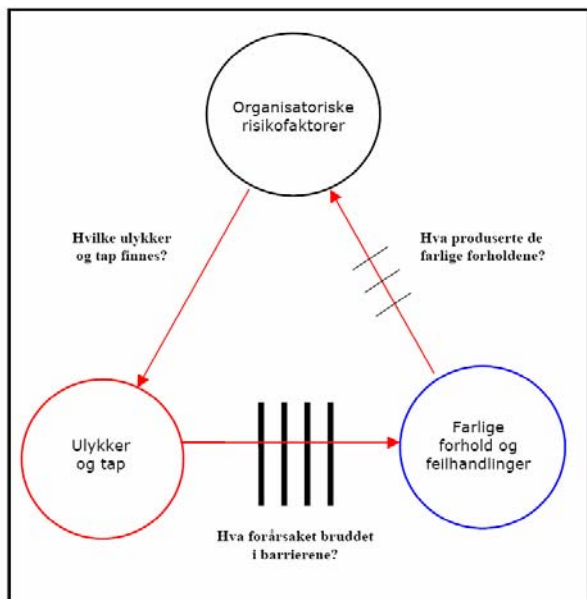 Organisatoriske
risikofaktorer
Hvilke ulykker
og tap finnes?
Hva produserte de
farlige forholdene?
Ulykker
og tap
Farlige
forhold og
feilhandlinger
Hva forårsaket bruddet
i barrierene?